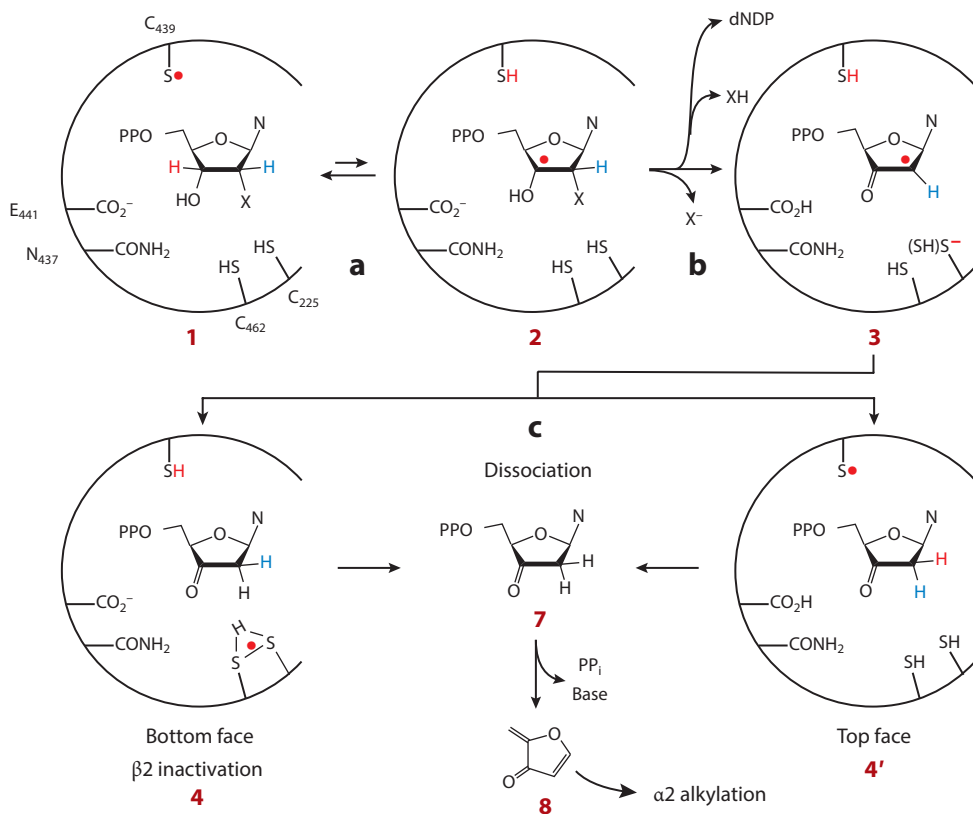 C₄₃₉
S•
PPO
O
N
H
H
HO
X
E₄₄₁
CO₂⁻
N₄₃₇
CONH₂
HS
HS
C₂₂₅
C₄₆₂
1
a
SH
PPO
O
N
H
HO
X
CO₂⁻
CONH₂
HS
HS
2
dNDP
XH
X⁻
b
SH
PPO
O
N
O
H
CO₂H
CONH₂
(SH)S⁻
HS
3
c
SH
PPO
O
N
H
O
H
CO₂⁻
CONH₂
H
S
S
Bottom face
β2 inactivation
4
Dissociation
PPO
O
N
H
O
H
7
PPᵢ
Base
O
O
8
α2 alkylation
S•
PPO
O
N
H
O
H
CO₂H
CONH₂
SH
SH
Top face
4′